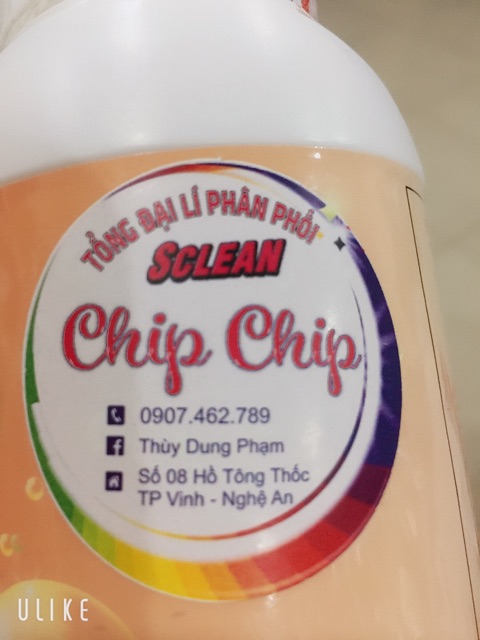 TỔNG ĐẠI LÍ PHÂN PHỐI
SCLEAN
Chip Chip
0907.462.789
Thùy Dung Phạm
Số 08 Hồ Tông Thốc
TP Vinh - Nghệ An
ULIKE